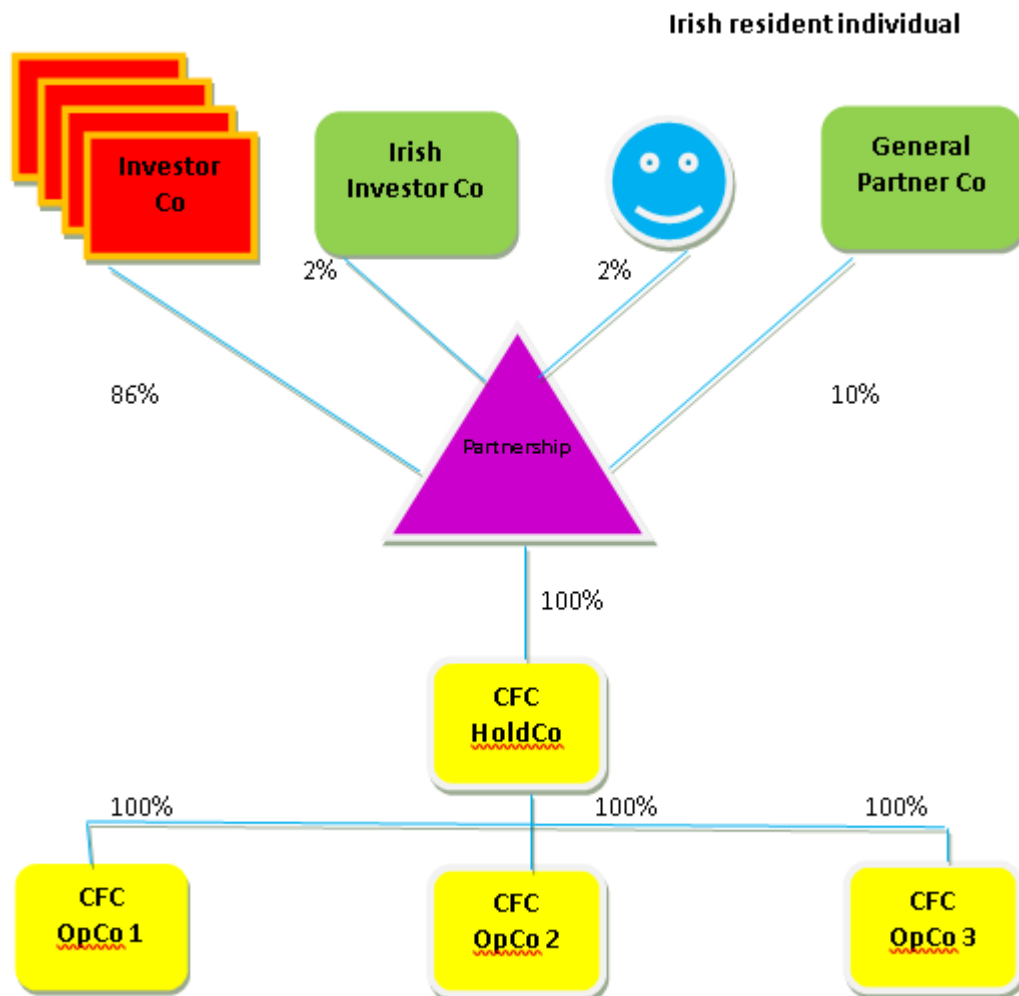 Irish resident individual
Investor
Co
Irish
Investor Co
General
Partner Co
2%
2%
86%
10%
Partnership
100%
CFC
HoldCo
100%
100%
100%
CFC
OpCo 1
CFC
OpCo 2
CFC
OpCo 3